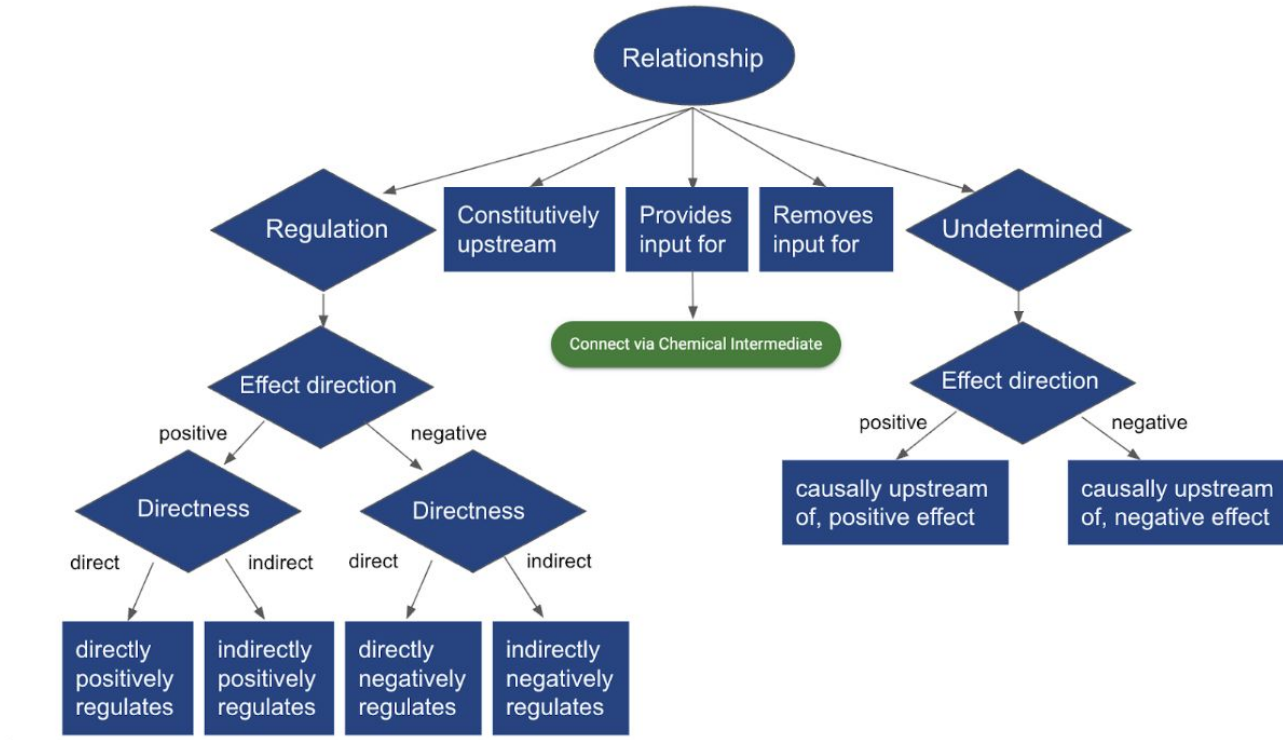 Relationship
Regulation
Constitutively
upstream
Provides
input for
Removes
input for
Undetermined
Connect via Chemical Intermediate
Effect direction
Effect direction
positive
negative
positive
negative
Directness
Directness
causally upstream
of, positive effect
causally upstream
of, negative effect
direct
indirect
direct
indirect
directly
positively
regulates
indirectly
positively
regulates
directly
negatively
regulates
indirectly
negatively
regulates